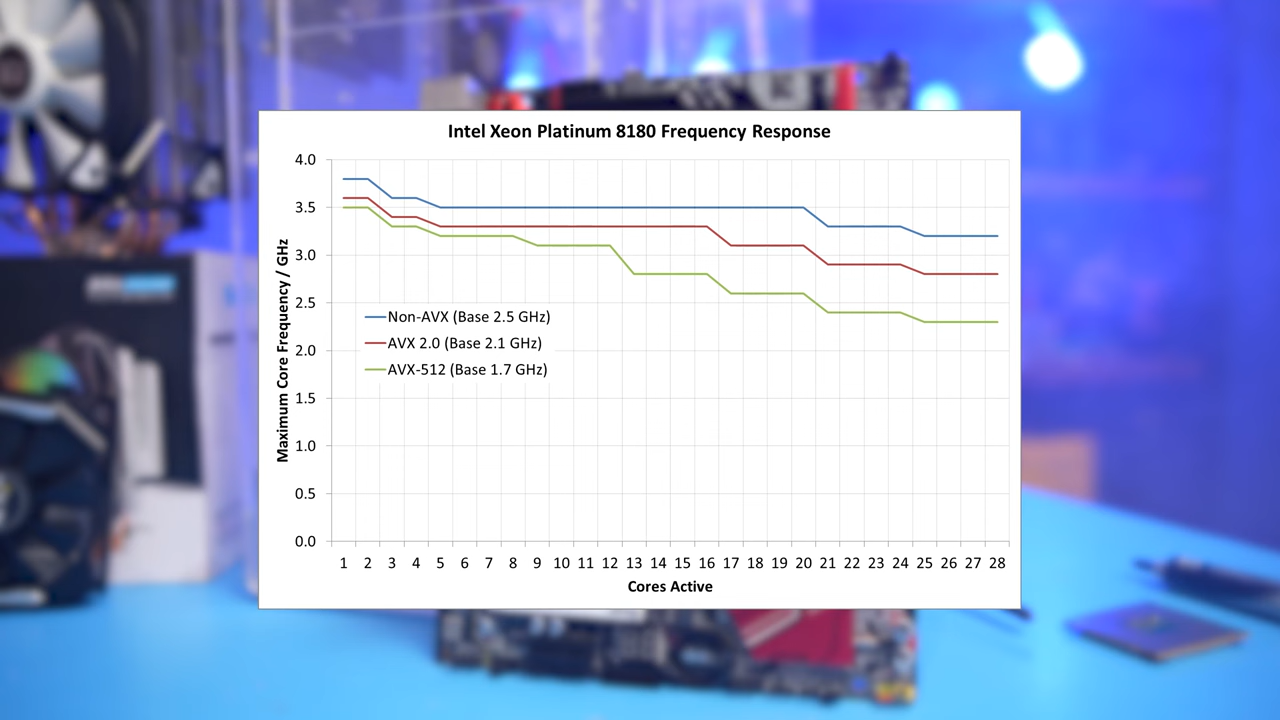 Intel Xeon Platinum 8180 Frequency Response
4.0
3.5
3.0
2.5
2.0
1.5
1.0
0.5
0.0
Maximum Core Frequency / GHz
Non-AVX (Base 2.5 GHz)
AVX 2.0 (Base 2.1 GHz)
AVX-512 (Base 1.7 GHz)
1 2 3 4 5 6 7 8 9 10 11 12 13 14 15 16 17 18 19 20 21 22 23 24 25 26 27 28
Cores Active